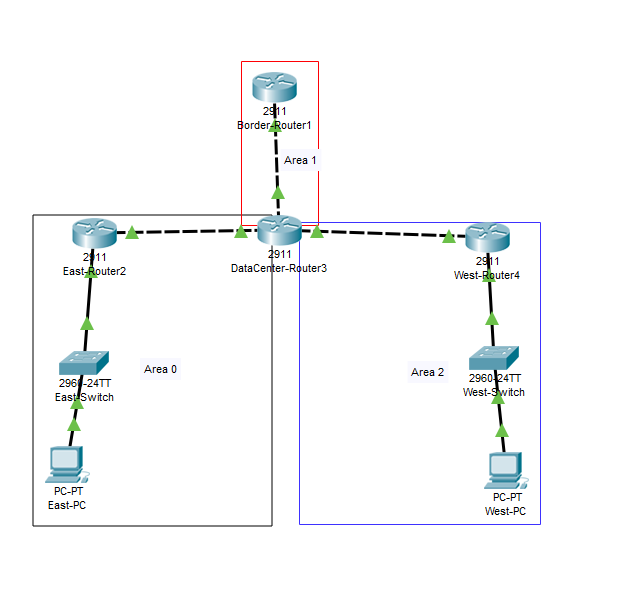 2911
Border-Router1
Area 1
2911
East-Router2
2911
DataCenter-Router3
2911
West-Router4
Area 0
Area 2
2960-24TT
East-Switch
2960-24TT
West-Switch
PC-PT
East-PC
PC-PT
West-PC